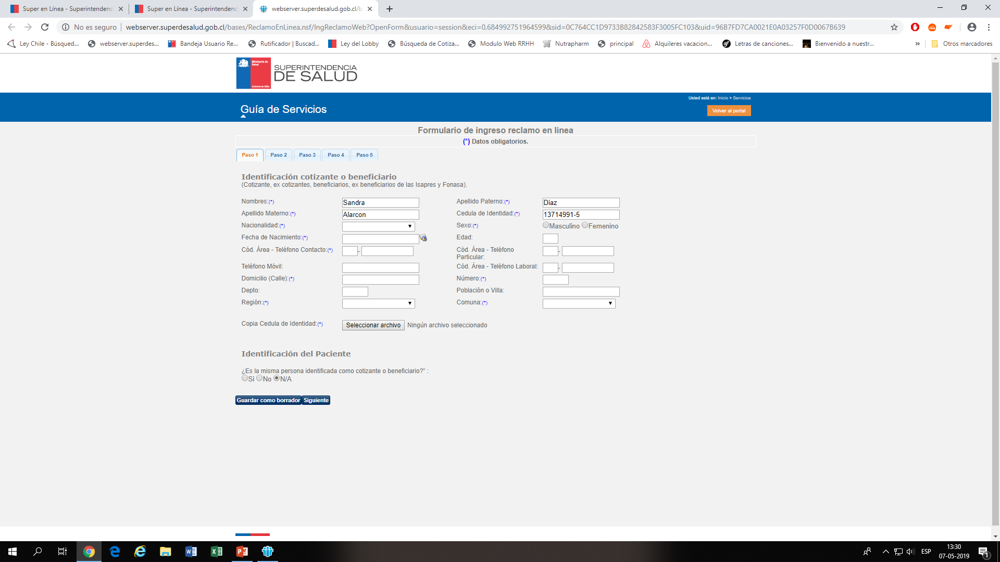 Super en Línea - Superintendenci
Super en Línea - Superintendenci
webserver.superdesalud.gob.cl/b
No es seguro
webserver.superdesalud.gob.cl/bases/ReclamoEnLinea.nsf/IngReclamoWeb?OpenForm&usuario=session&eci=0,684992751964599&sid=0C764CC1D9733B82842583F3005FC103&uid=96B7FD7CA0021E0A03257F0D0067B639
Ley Chile - Búsqued...
webserver.superdes...
Bandeja Usuario Re...
Rutificador | Buscad...
Ley del Lobby
Búsqueda de Cotiza...
Modulo Web RRHH
Nutrapharm
principal
Alquileres vacacion...
Letras de canciones...
Bienvenido a nuestr...
»
Otros marcadores
Ministerio de
Salud
Gobierno de Chile
SUPERINTENDENCIA
DE SALUD
Usted está en: Inicio > Servicios
Guía de Servicios
Volver al portal
Formulario de ingreso reclamo en línea
(*) Datos obligatorios.
Paso 1
Paso 2
Paso 3
Paso 4
Paso 5
Identificación cotizante o beneficiario
(Cotizante, ex cotizantes, beneficiarios, ex beneficiarios de las Isapres y Fonasa).
Nombres:(*) Sandra
Apellido Paterno:(*) Diaz
Apellido Materno:(*) Alarcon
Cedula de Identidad:(*) 13714991-5
Nacionalidad:(*)
Sexo:(*) Masculino Femenino
Fecha de Nacimiento:(*)
Edad:
Cód. Área - Teléfono Contacto:(*) -
Cód. Área - Teléfono
Particular: -
Teléfono Móvil:
Cód. Área - Teléfono Laboral: -
Domicilio (Calle):(*)
Número:(*)
Depto:
Población o Villa:
Región:(*)
Comuna:(*)
Copia Cedula de Identidad:(*) Seleccionar archivo Ningún archivo seleccionado
Identificación del Paciente
¿Es la misma persona identificada como cotizante o beneficiario?" :
Si No N/A
Guardar como borrador Siguiente
ESP
13:30
07-05-2019
1